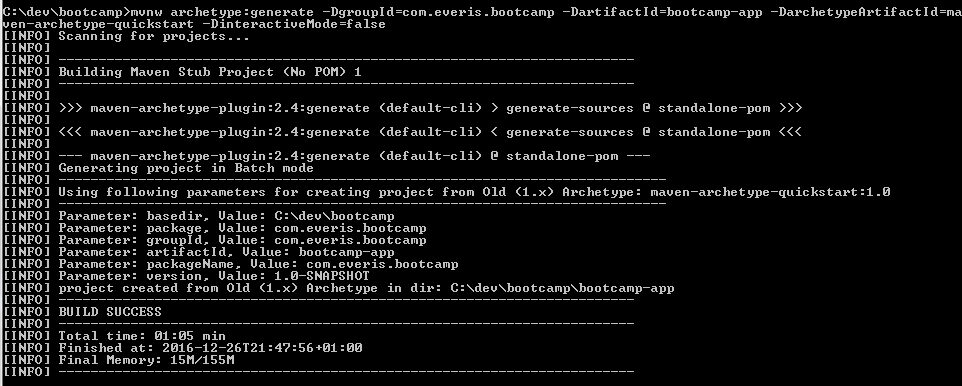 C:\dev\bootcamp>mvnw archetype:generate -DgroupId=com.everis.bootcamp -DartifactId=bootcamp-app -DarchetypeArtifactId=ma
ven-archetype-quickstart -DinteractiveMode=false
[INFO] Scanning for projects...
[INFO]
[INFO] ------------------------------------------------------------------------
[INFO] Building Maven Stub Project (No POM) 1
[INFO] ------------------------------------------------------------------------
[INFO]
[INFO] >>> maven-archetype-plugin:2.4:generate (default-cli) > generate-sources @ standalone-pom >>>
[INFO]
[INFO] <<< maven-archetype-plugin:2.4:generate (default-cli) < generate-sources @ standalone-pom <<<
[INFO]
[INFO] --- maven-archetype-plugin:2.4:generate (default-cli) @ standalone-pom ---
[INFO] Generating project in Batch mode
[INFO] ----------------------------------------------------------------------------
[INFO] Using following parameters for creating project from Old (1.x) Archetype: maven-archetype-quickstart:1.0
[INFO] ----------------------------------------------------------------------------
[INFO] Parameter: basedir, Value: C:\dev\bootcamp
[INFO] Parameter: package, Value: com.everis.bootcamp
[INFO] Parameter: groupId, Value: com.everis.bootcamp
[INFO] Parameter: artifactId, Value: bootcamp-app
[INFO] Parameter: packageName, Value: com.everis.bootcamp
[INFO] Parameter: version, Value: 1.0-SNAPSHOT
[INFO] project created from Old (1.x) Archetype in dir: C:\dev\bootcamp\bootcamp-app
[INFO] ------------------------------------------------------------------------
[INFO] BUILD SUCCESS
[INFO] ------------------------------------------------------------------------
[INFO] Total time: 01:05 min
[INFO] Finished at: 2016-12-26T21:47:56+01:00
[INFO] Final Memory: 15M/155M
[INFO] ------------------------------------------------------------------------